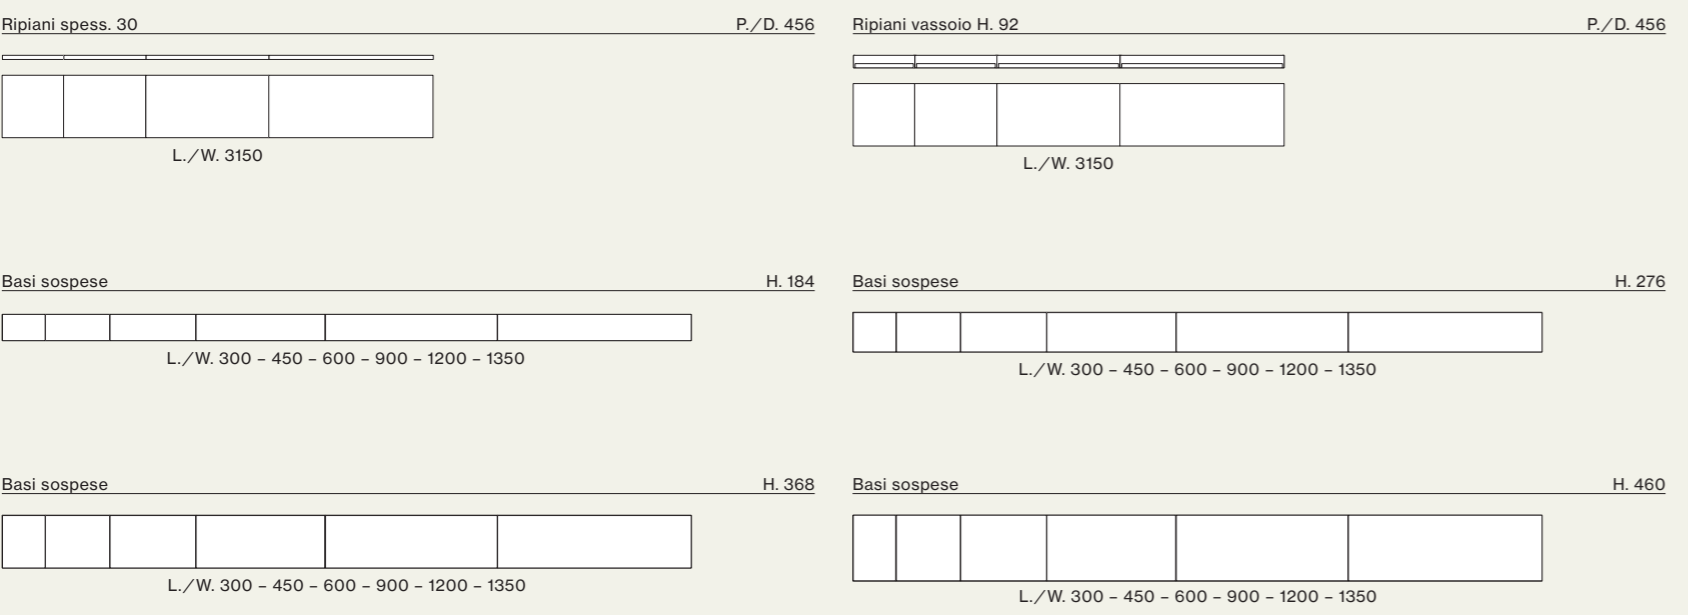 Ripiani spess. 30 P./D. 456
L./W. 3150
Ripiani vassoio H. 92 P./D. 456
L./W. 3150
Basi sospese H. 184
L./W. 300 – 450 – 600 – 900 – 1200 – 1350
Basi sospese H. 276
L./W. 300 – 450 – 600 – 900 – 1200 – 1350
Basi sospese H. 368
L./W. 300 – 450 – 600 – 900 – 1200 – 1350
Basi sospese H. 460
L./W. 300 – 450 – 600 – 900 – 1200 – 1350